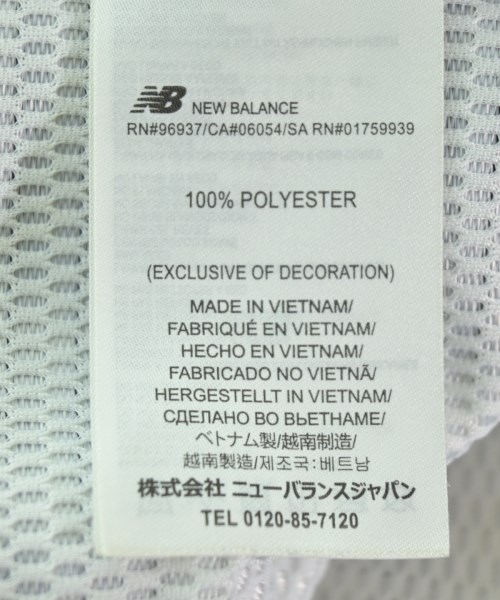 NB NEW BALANCE
RN#96937/CA#06054/SA RN#01759939
100% POLYESTER
(EXCLUSIVE OF DECORATION)
MADE IN VIETNAM/
FABRIQUÉ EN VIETNAM/
HECHO EN VIETNAM/
FABRICADO NO VIETNÃ/
HERGESTELLT IN VIETNAM/
СДЕЛАНО ВО ВЬЕТНАМЕ/
ベトナム製/越南制造/
越南製造/제조국:베트남
株式会社 ニューバランスジャパン
TEL 0120-85-7120